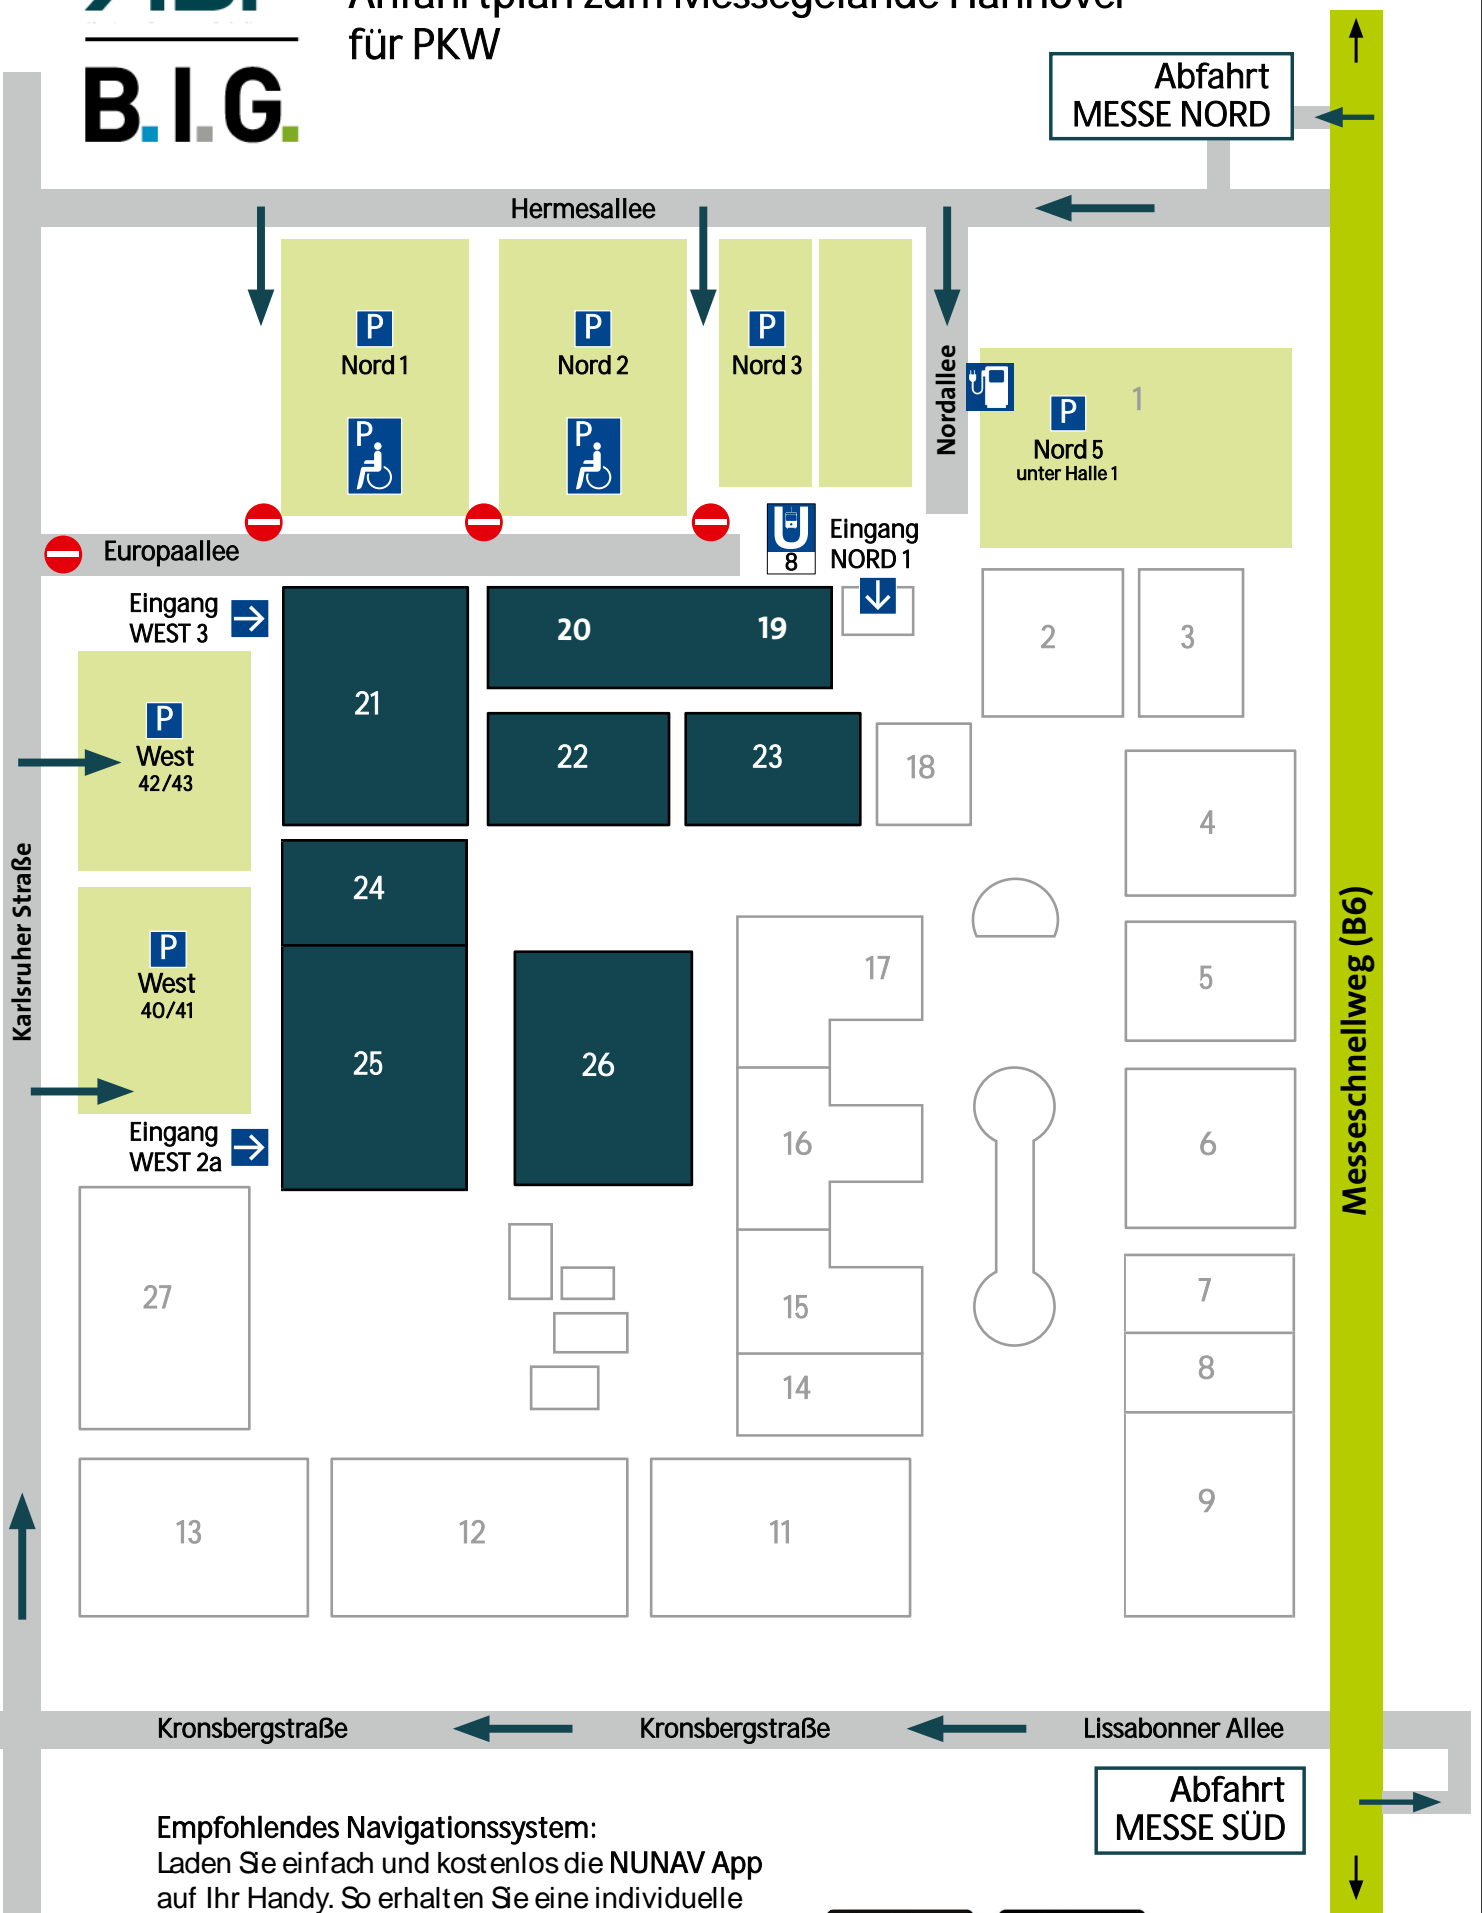 Anfahrtplan zum Messegelände Hannover
für PKW
B.I.G.
Abfahrt
MESSE NORD
Hermesallee
P
Nord 1
P
P
Nord 2
P
P
Nord 3
Nordallee
P
Nord 5
unter Halle 1
1
Europaallee
U
8
Eingang
NORD 1
Eingang
WEST 3
20
19
2
3
21
P
West
42/43
22
23
18
4
Karlsruher Straße
24
P
West
40/41
17
5
Messeschnellweg (B6)
25
26
Eingang
WEST 2a
16
6
27
15
7
14
8
13
12
11
9
Kronsbergstraße
Kronsbergstraße
Lissabonner Allee
Abfahrt
MESSE SÜD
Empfohlendes Navigationssystem:
Laden Sie einfach und kostenlos die NUNAV App
auf Ihr Handy. So erhalten Sie eine individuelle